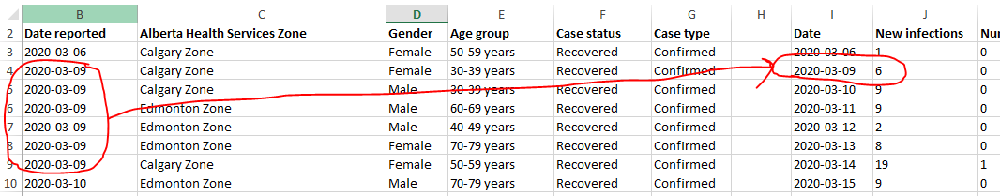 B C D E F G H I J
2 Date reported Alberta Health Services Zone Gender Age group Case status Case type Date New infections Nu
3 2020-03-06 Calgary Zone Female 50-59 years Recovered Confirmed 2020-03-06 1 0
4 2020-03-09 Calgary Zone Female 30-39 years Recovered Confirmed 2020-03-09 6 0
5 2020-03-09 Calgary Zone Male 30-39 years Recovered Confirmed 2020-03-10 9 0
6 2020-03-09 Edmonton Zone Male 60-69 years Recovered Confirmed 2020-03-11 9 0
7 2020-03-09 Edmonton Zone Male 40-49 years Recovered Confirmed 2020-03-12 2 0
8 2020-03-09 Edmonton Zone Female 70-79 years Recovered Confirmed 2020-03-13 8 0
9 2020-03-09 Calgary Zone Female 50-59 years Recovered Confirmed 2020-03-14 19 1
10 2020-03-10 Edmonton Zone Male 70-79 years Recovered Confirmed 2020-03-15 9 0